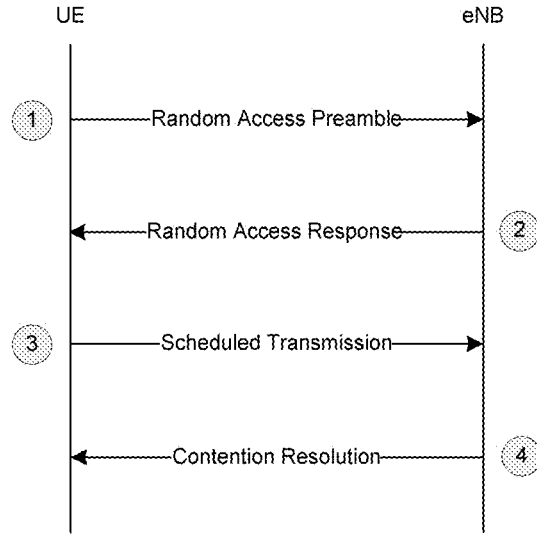 UE
eNB
1
Random Access Preamble
Random Access Response
2
3
Scheduled Transmission
Contention Resolution
4